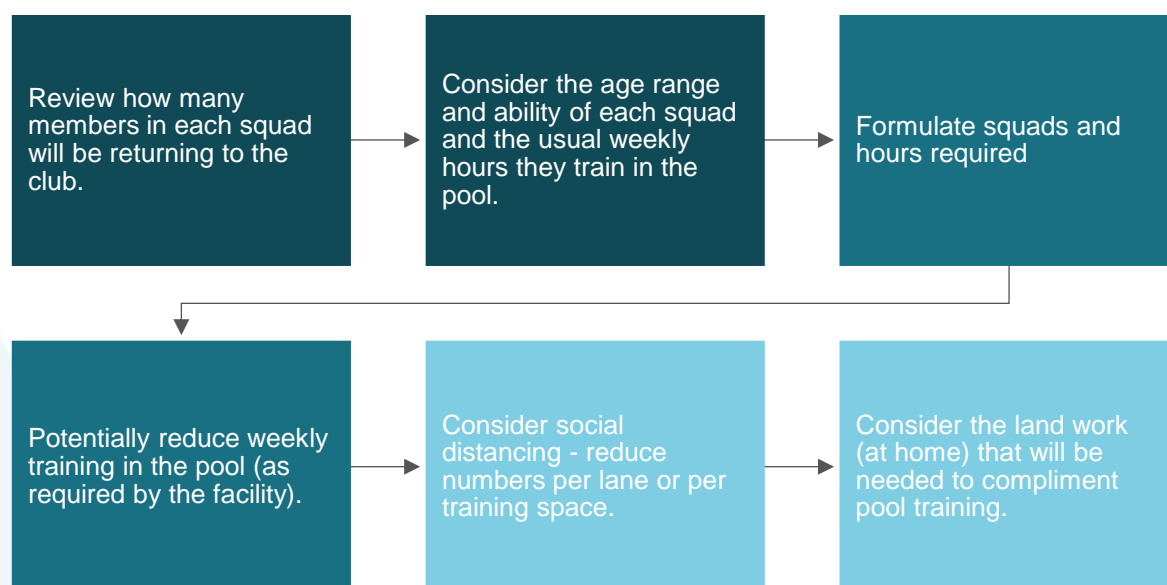 Review how many
members in each squad
will be returning to the
club.
Consider the age range
and ability of each squad
and the usual weekly
hours they train in the
pool.
Formulate squads and
hours required
Potentially reduce weekly
training in the pool (as
required by the facility).
Consider social
distancing - reduce
numbers per lane or per
training space.
Consider the land work
(at home) that will be
needed to compliment
pool training.